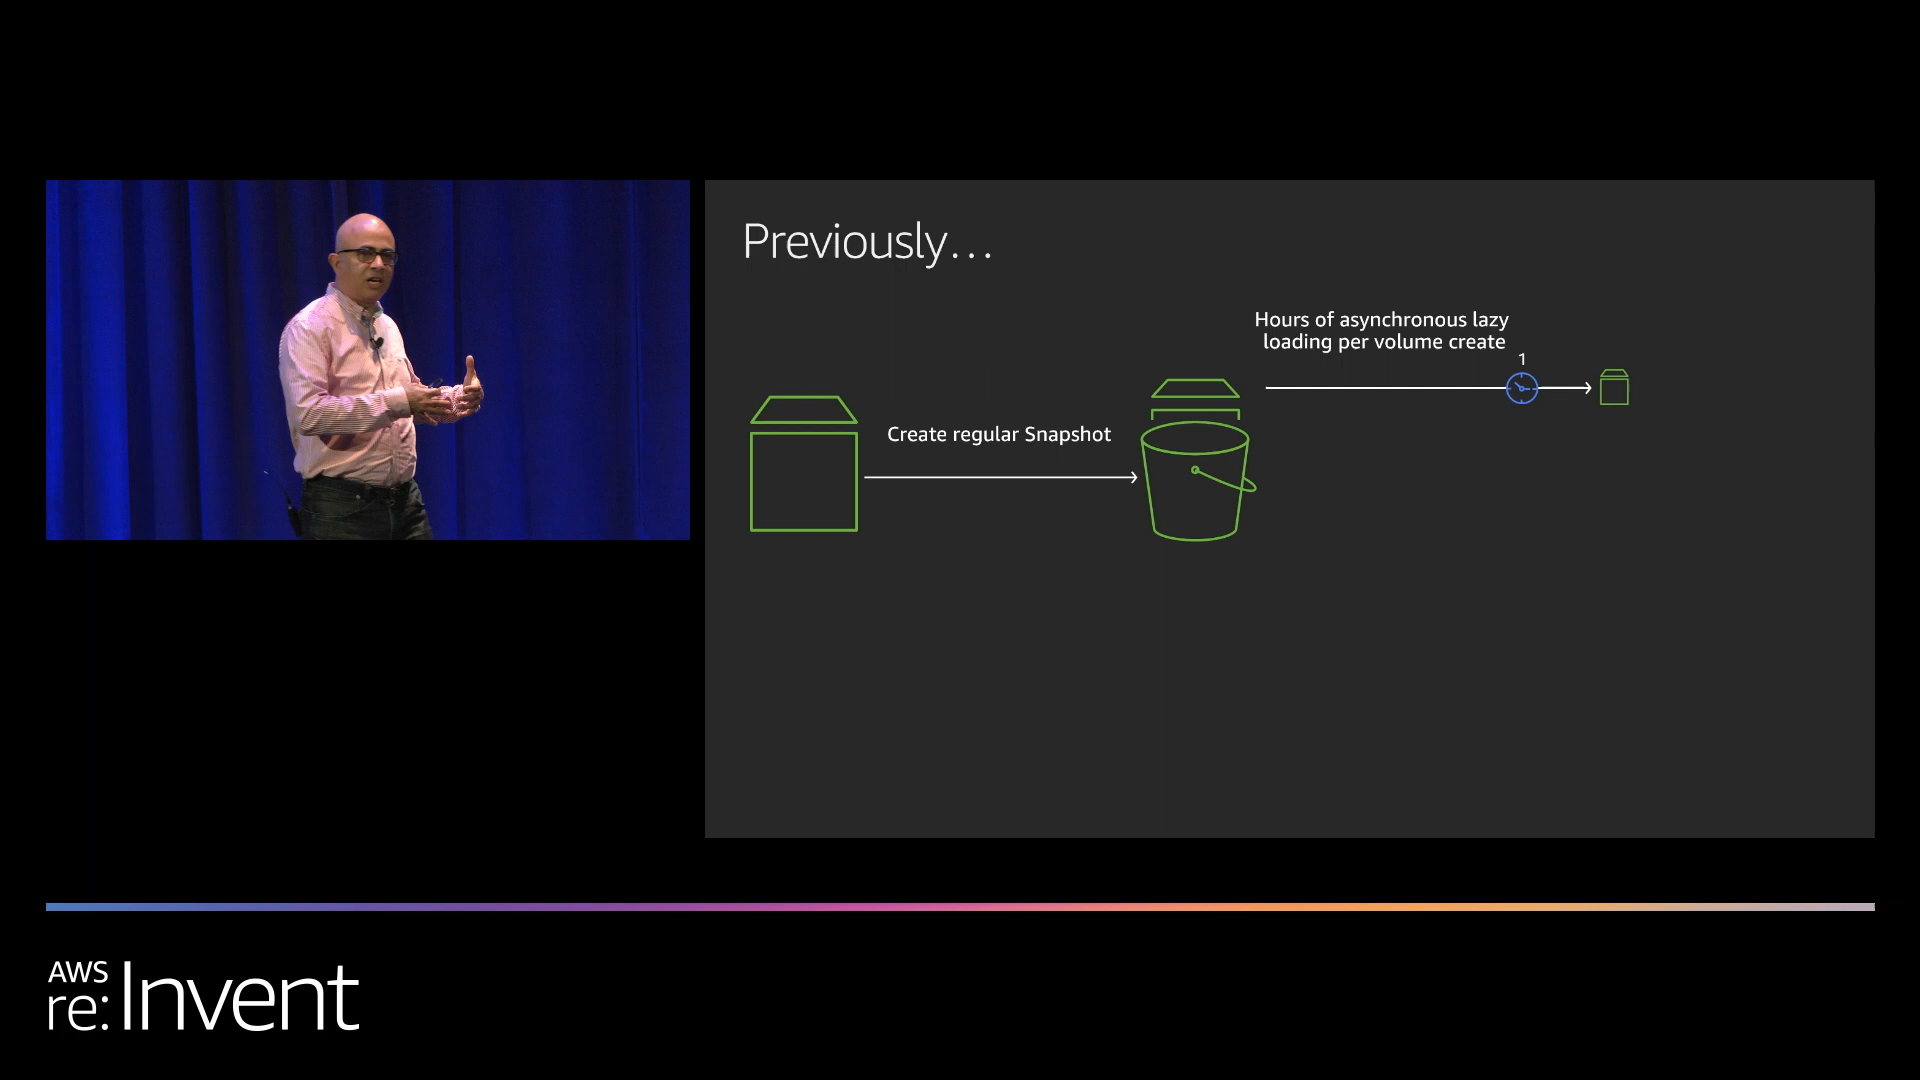 Previously...
Hours of asynchronous lazy
loading per volume create
1
Create regular Snapshot
AWS
re:Invent